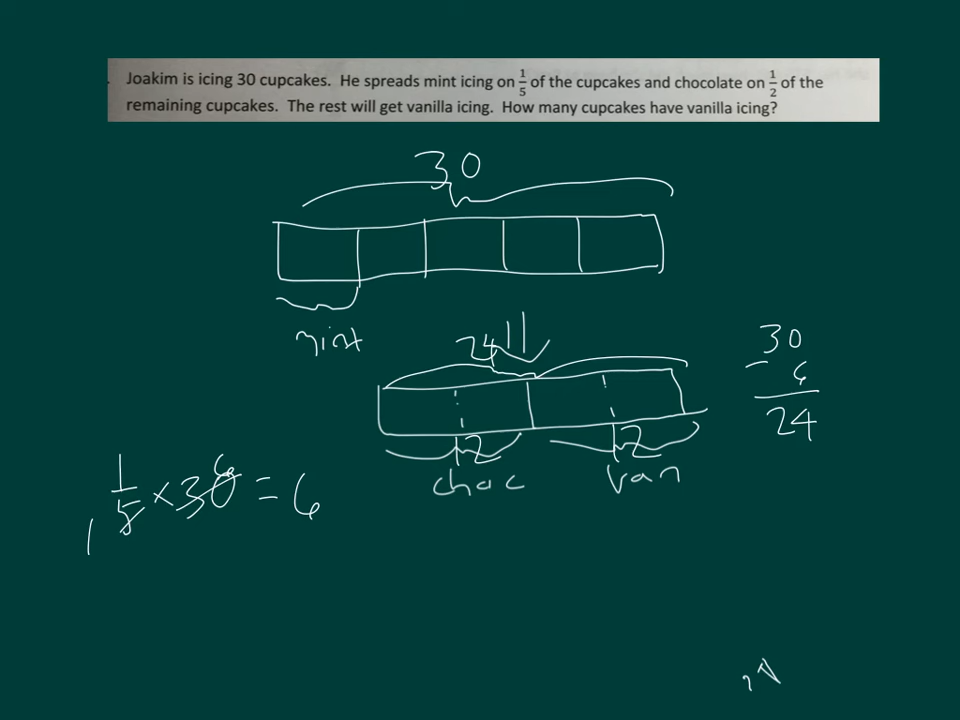 Joakim is icing 30 cupcakes. He spreads mint icing on 1/5 of the cupcakes and chocolate on 1/2 of the
remaining cupcakes. The rest will get vanilla icing. How many cupcakes have vanilla icing?
30
mint
24
30
- 6
24
12 12
choc van
1/5 × 30 = 6
6
1